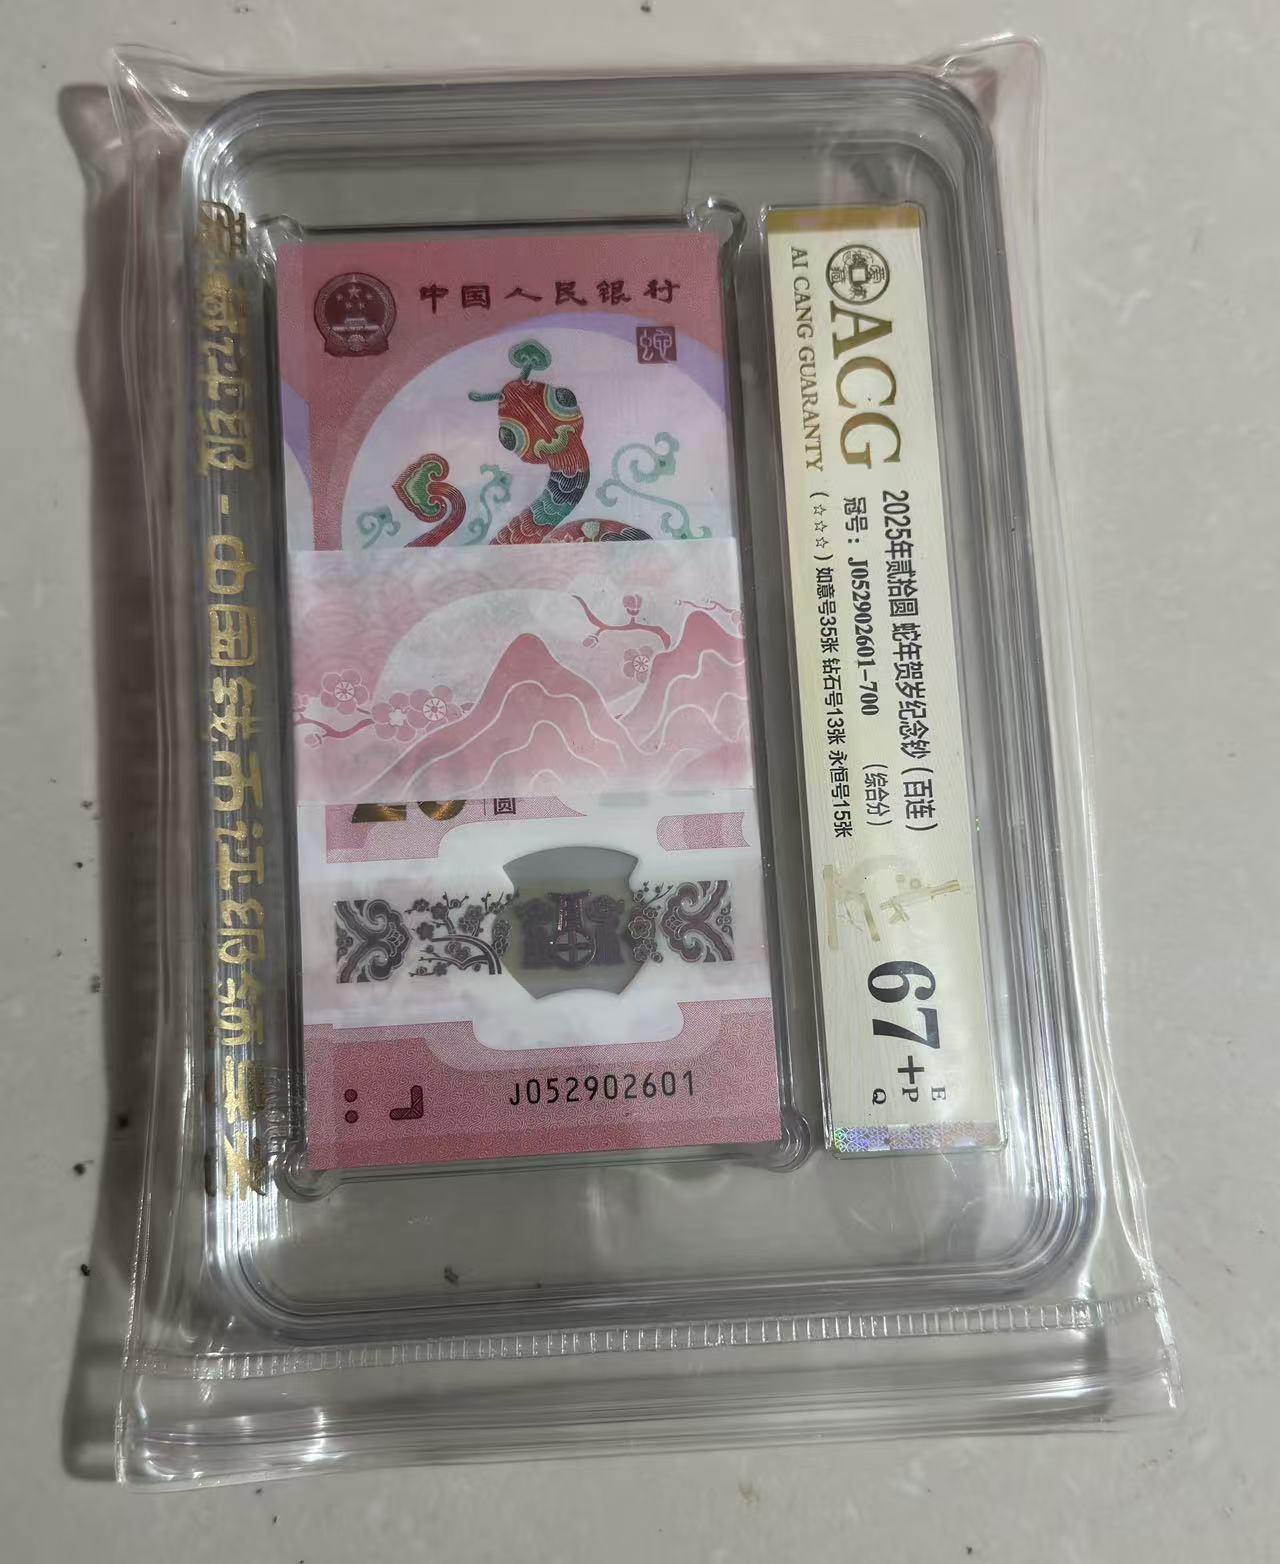 中国人民银行
蛇
圆
J052902601
ACG
AI CANG GUARANTY
2025年贰拾圆 蛇年贺岁纪念钞（百连）
冠号：J052902601-700 （综合分）
（☆☆☆）如意号35张 钻石号13张 永恒号15张
67+
E
P
Q